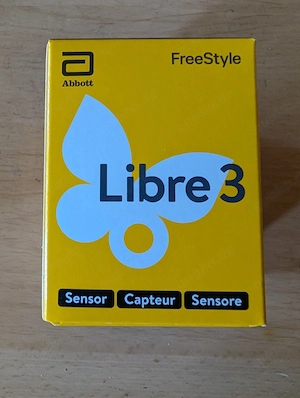 FreeStyle
Abbott
Libre 3
Sensor Capteur Sensore